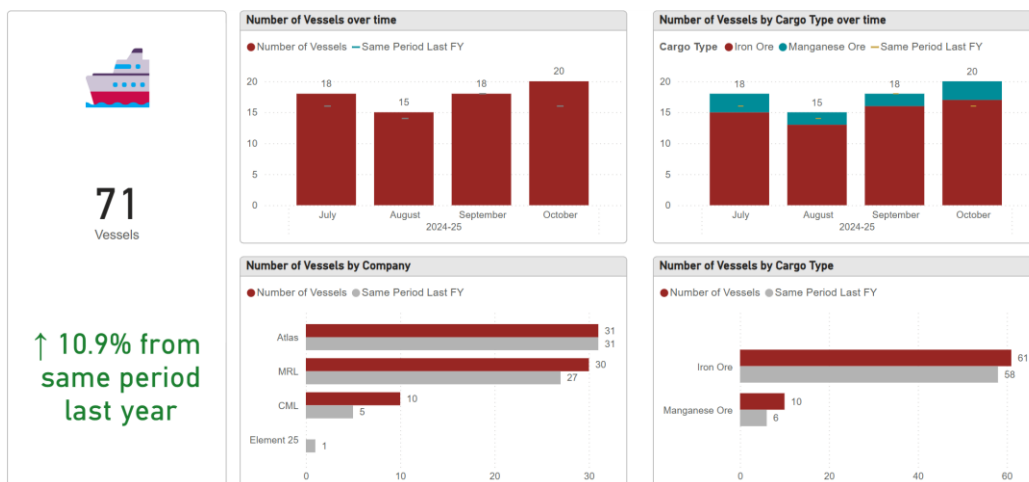 71
Vessels
↑ 10.9% from
same period
last year
Number of Vessels over time
Number of Vessels Same Period Last FY
20
15
10
5
0
18
15
18
20
July August September October
2024-25
Number of Vessels by Cargo Type over time
Cargo Type Iron Ore Manganese Ore Same Period Last FY
20
15
10
5
0
18
15
18
20
July August September October
2024-25
Number of Vessels by Company
Number of Vessels Same Period Last FY
Atlas
31
31
MRL
30
27
CML
10
5
Element 25
1
0 10 20 30
Number of Vessels by Cargo Type
Number of Vessels Same Period Last FY
Iron Ore
61
58
Manganese Ore
10
6
0 20 40 60